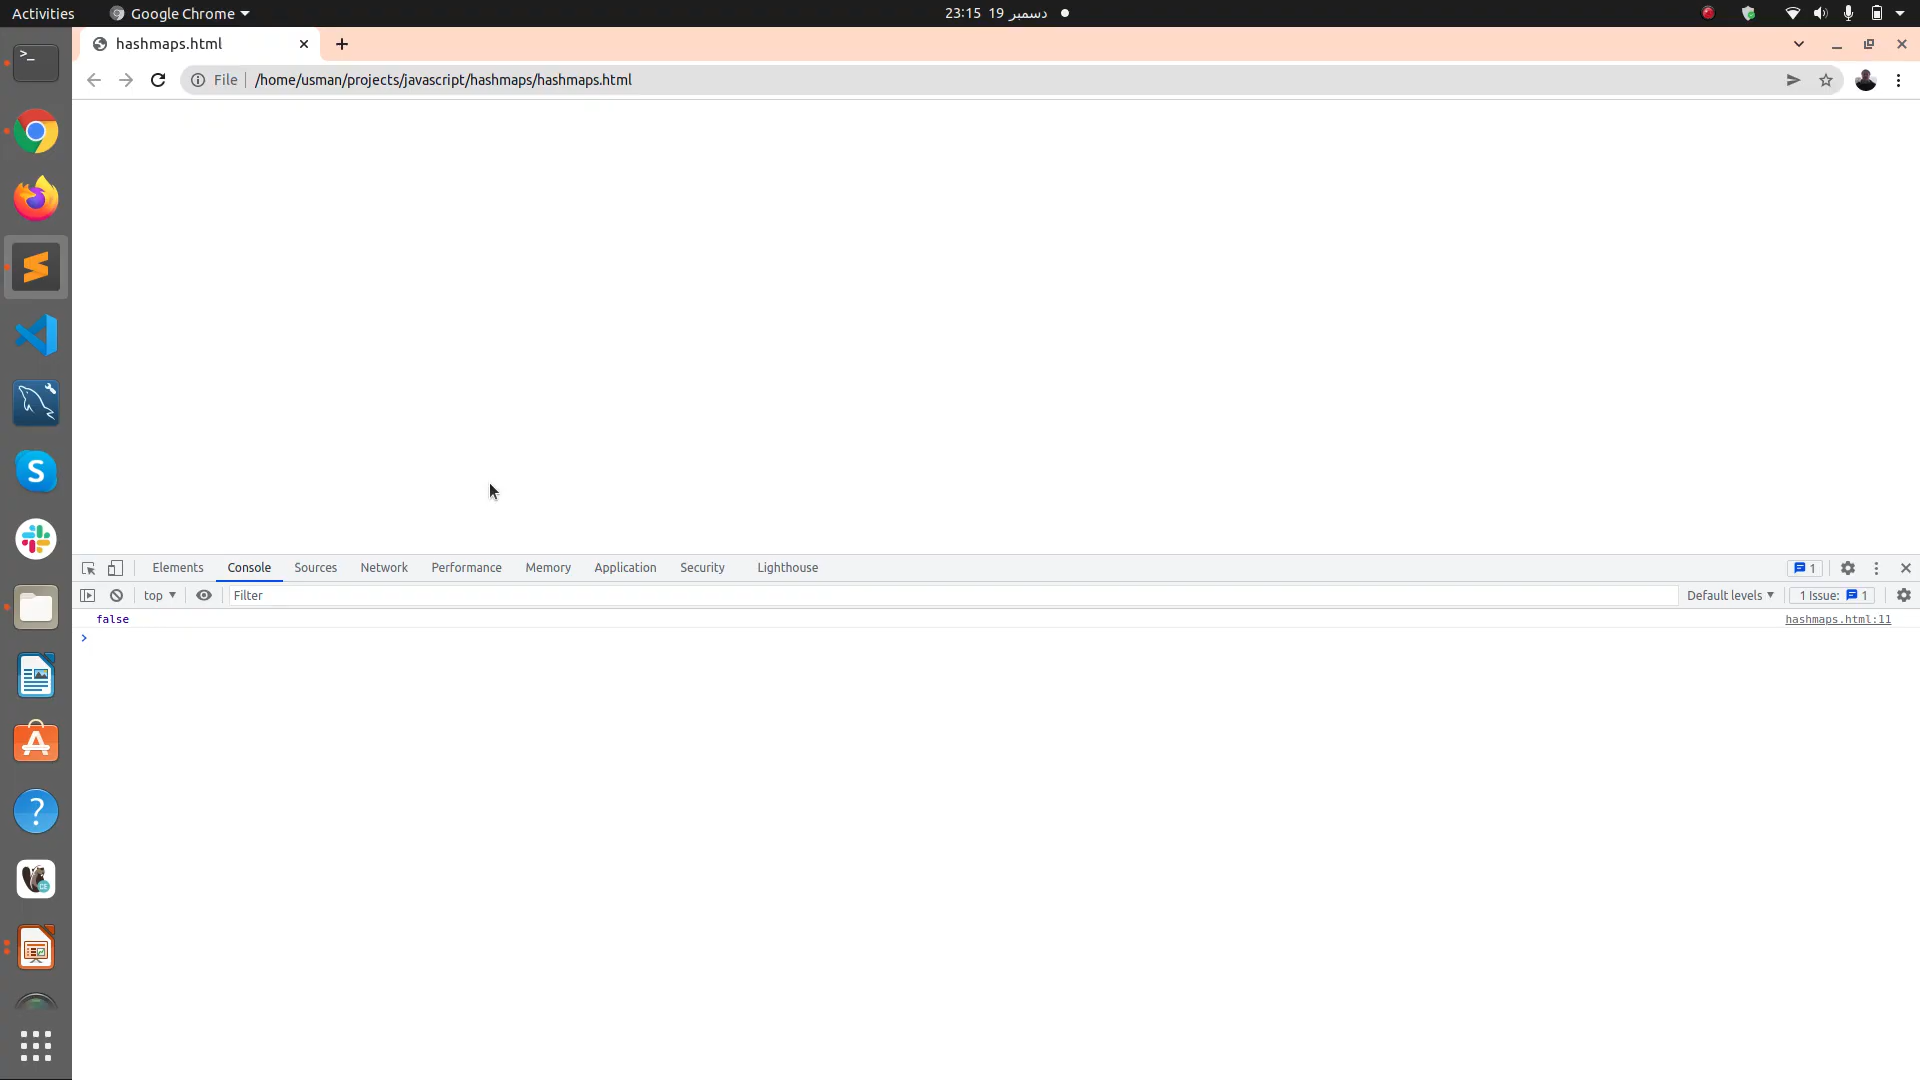 Activities
Google Chrome
23:15 19 دسمبر
hashmaps.html
File
/home/usman/projects/javascript/hashmaps/hashmaps.html
Elements
Console
Sources
Network
Performance
Memory
Application
Security
Lighthouse
1
top
Filter
Default levels
1 Issue:
1
false
hashmaps.html:11